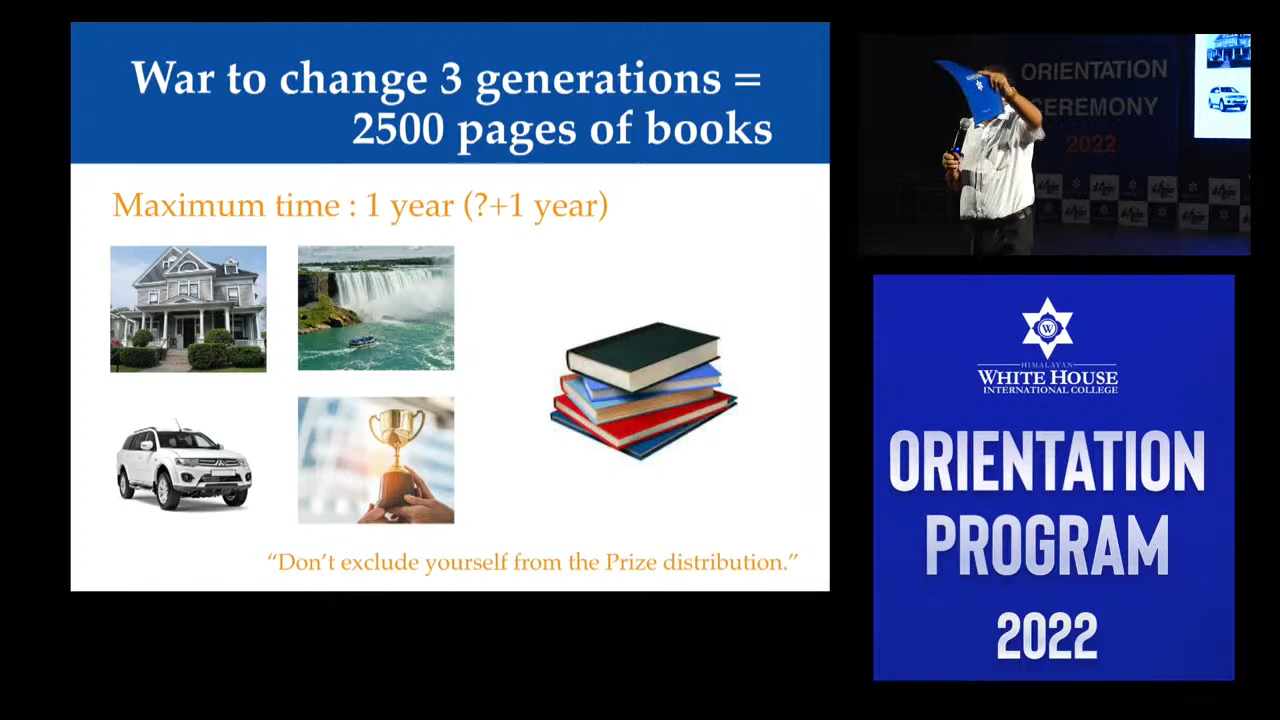 War to change 3 generations =
2500 pages of books
Maximum time : 1 year (?+1 year)
“Don’t exclude yourself from the Prize distribution.”
ORIENTATION
CEREMONY
2022
W
HIMALAYAN
WHITE HOUSE
INTERNATIONAL COLLEGE
ORIENTATION
PROGRAM
2022